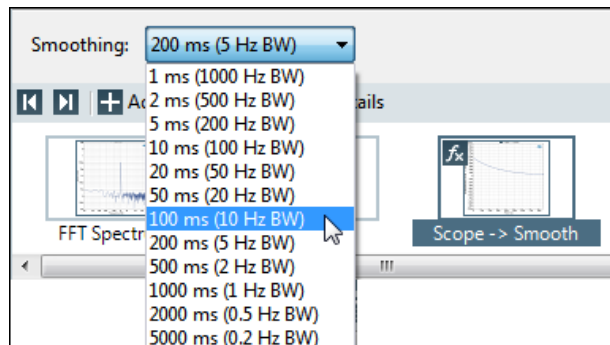 Smoothing: 200 ms (5 Hz BW)
1 ms (1000 Hz BW)
2 ms (500 Hz BW)
5 ms (200 Hz BW)
10 ms (100 Hz BW)
20 ms (50 Hz BW)
50 ms (20 Hz BW)
100 ms (10 Hz BW)
200 ms (5 Hz BW)
500 ms (2 Hz BW)
1000 ms (1 Hz BW)
2000 ms (0.5 Hz BW)
5000 ms (0.2 Hz BW)
FFT
fx
Scope -> Smooth